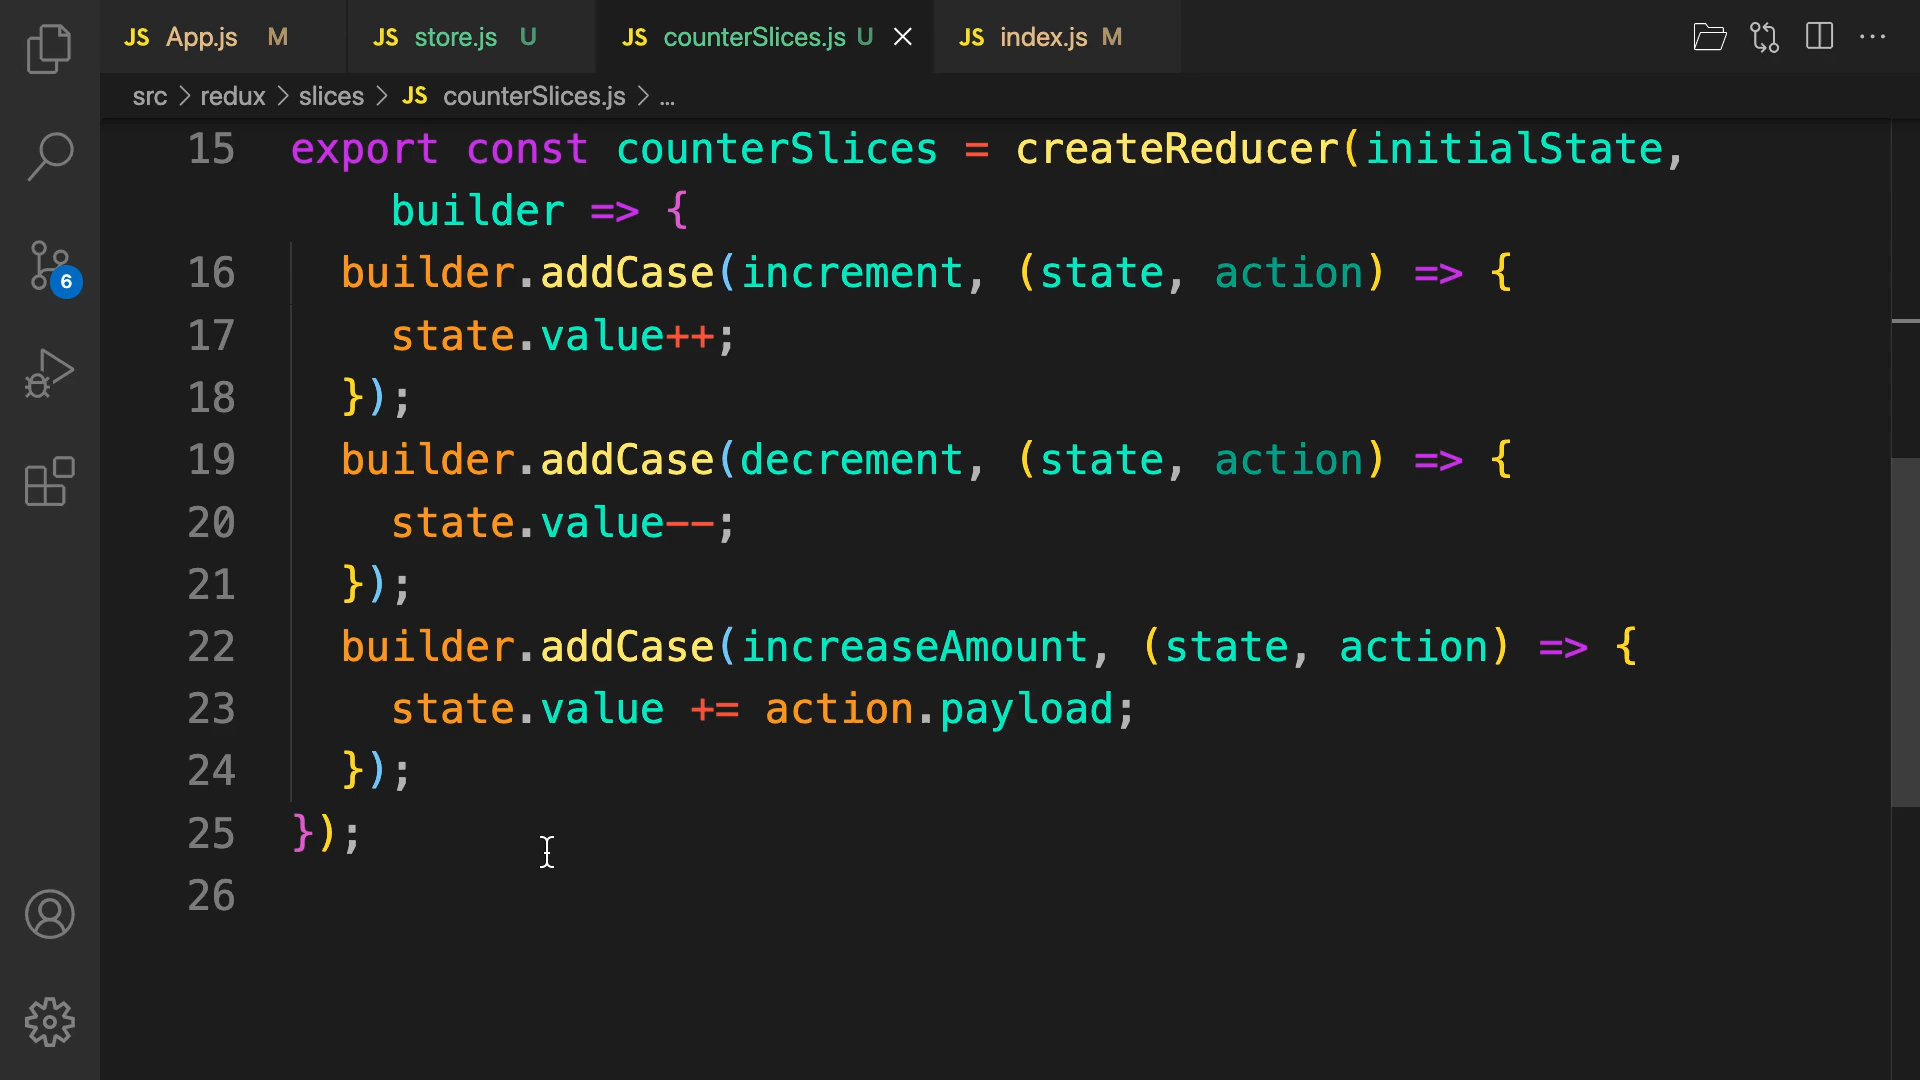 JS App.js M JS store.js U JS counterSlices.js U JS index.js M
src > redux > slices > JS counterSlices.js > ...
15 export const counterSlices = createReducer(initialState,
builder => {
16 builder.addCase(increment, (state, action) => {
17 state.value++;
18 });
19 builder.addCase(decrement, (state, action) => {
20 state.value--;
21 });
22 builder.addCase(increaseAmount, (state, action) => {
23 state.value += action.payload;
24 });
25 });
26
6